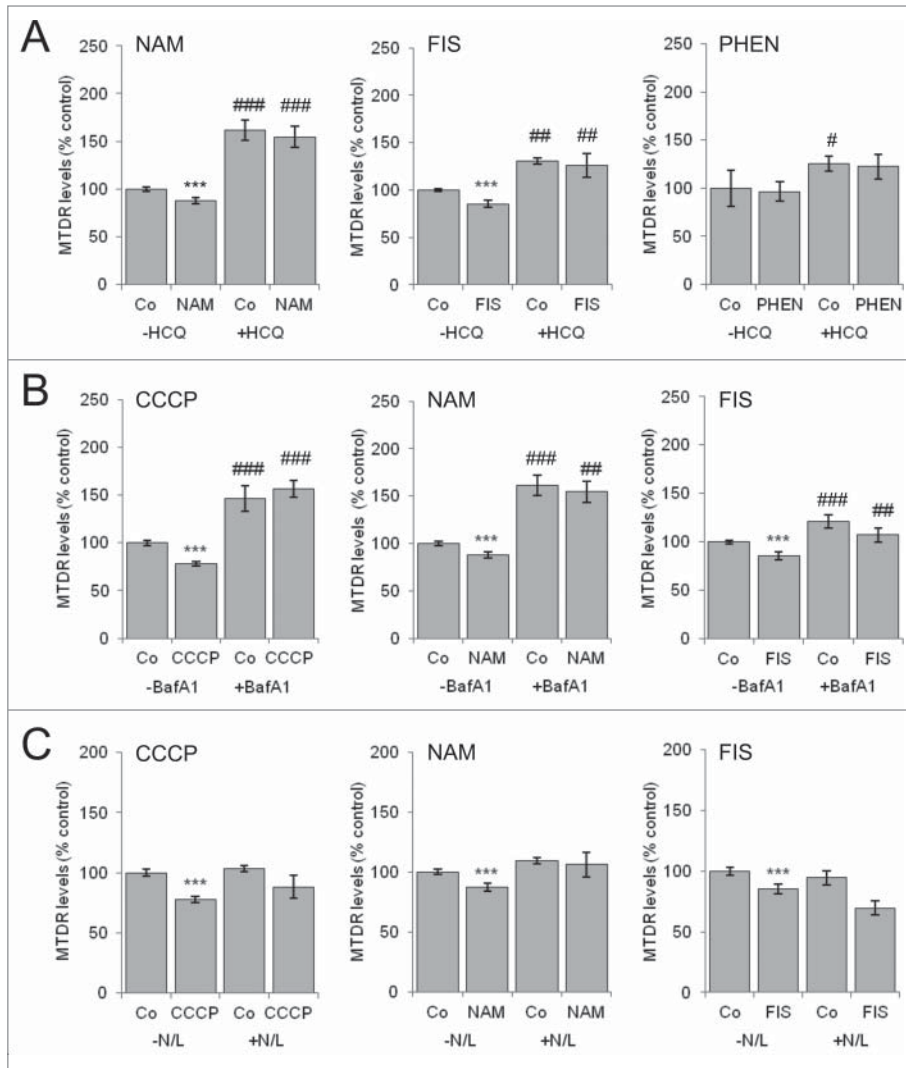 A
NAM
FIS
PHEN
MTDR levels (% control)
250
200
150
100
50
0
***
###
###
Co NAM Co NAM
-HCQ +HCQ
MTDR levels (% control)
250
200
150
100
50
0
***
##
##
Co FIS Co FIS
-HCQ +HCQ
MTDR levels (% control)
250
200
150
100
50
0
#
Co PHEN Co PHEN
-HCQ +HCQ
B
CCCP
NAM
FIS
MTDR levels (% control)
250
200
150
100
50
0
***
###
###
Co CCCP Co CCCP
-BafA1 +BafA1
MTDR levels (% control)
250
200
150
100
50
0
***
###
##
Co NAM Co NAM
-BafA1 +BafA1
MTDR levels (% control)
250
200
150
100
50
0
***
###
##
Co FIS Co FIS
-BafA1 +BafA1
C
CCCP
NAM
FIS
MTDR levels (% control)
200
150
100
50
0
***
Co CCCP Co CCCP
-N/L +N/L
MTDR levels (% control)
200
150
100
50
0
***
Co NAM Co NAM
-N/L +N/L
MTDR levels (% control)
200
150
100
50
0
***
Co FIS Co FIS
-N/L +N/L